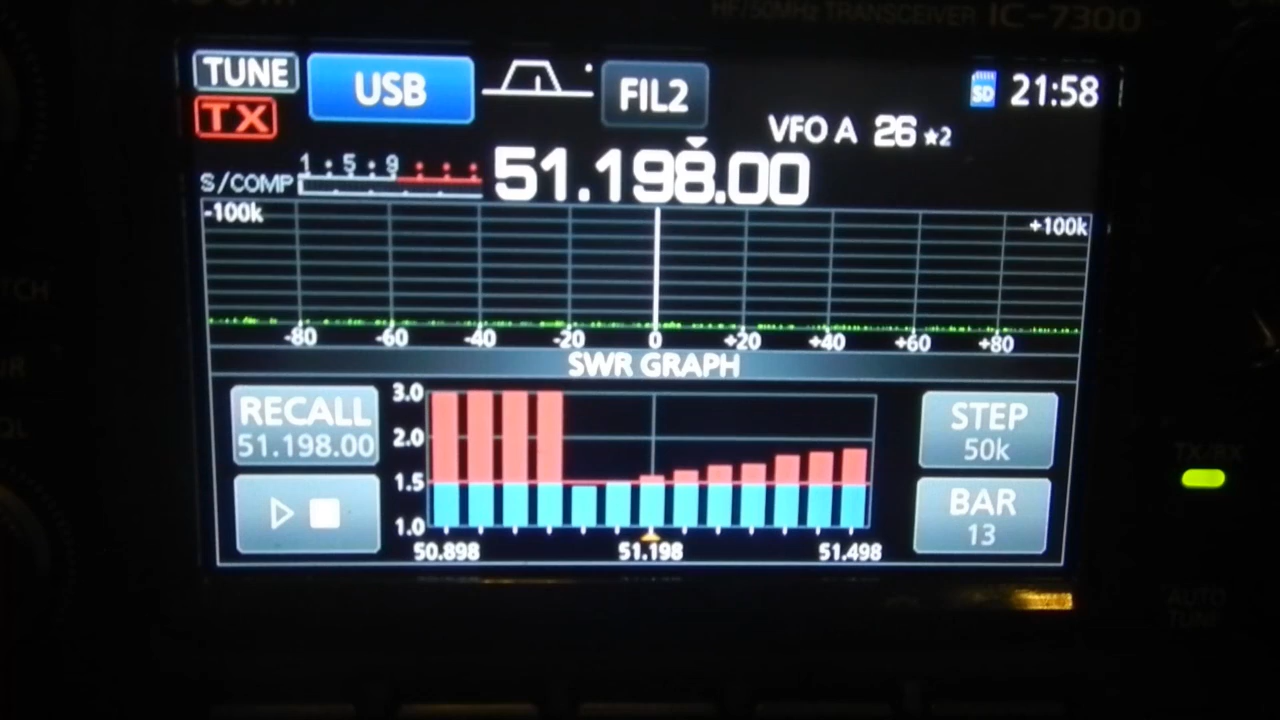 HF/50MHz TRANSCEIVER IC-7300
TUNE USB FIL2 SD 21:58
TX
VFO A 26 ★2
1 • 5 • 9
S/COMP 51.198.00
-100k +100k
-80 -60 -40 -20 0 +20 +40 +60 +80
SWR GRAPH
RECALL
51.198.00
3.0
2.0
1.5
1.0
50.898 51.198 51.498
STEP
50k
BAR
13
TX/RX
AUTO
TUNE